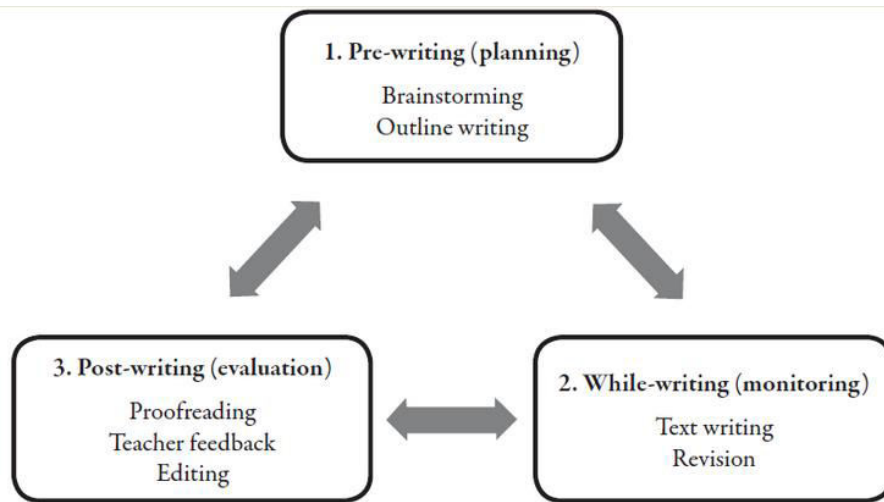 1. Pre-writing (planning)
Brainstorming
Outline writing
3. Post-writing (evaluation)
Proofreading
Teacher feedback
Editing
2. While-writing (monitoring)
Text writing
Revision